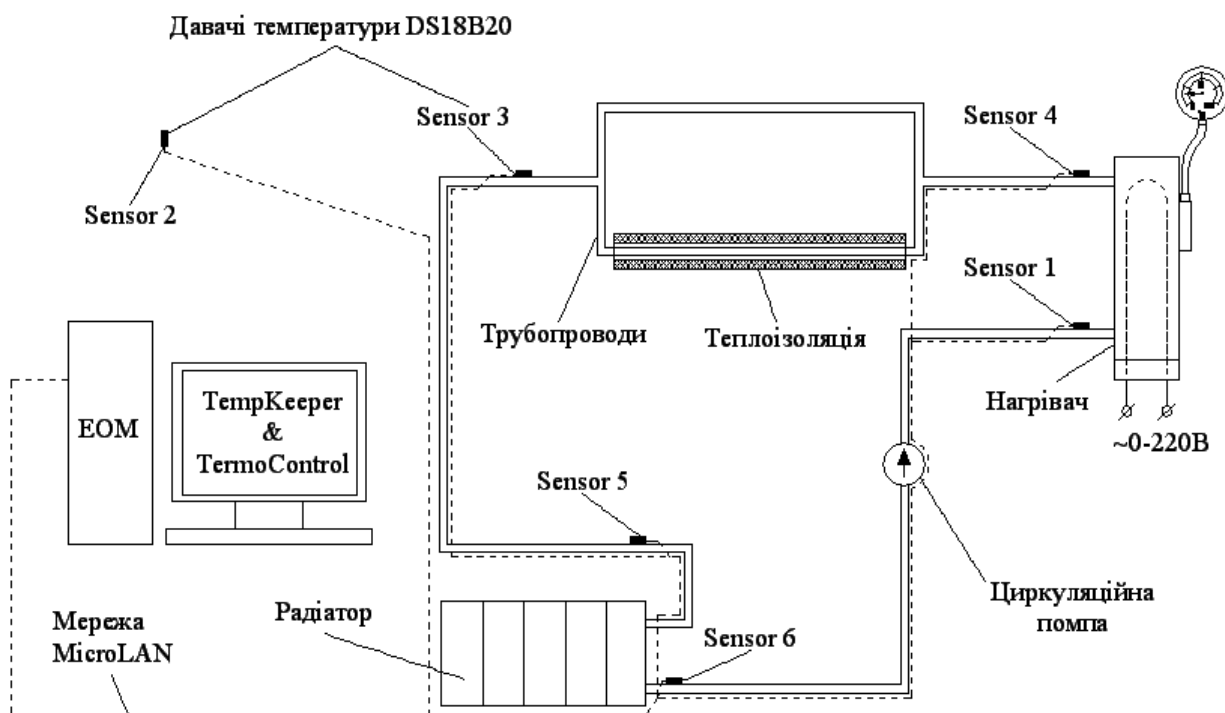 Давачі температури DS18B20
Sensor 3
Sensor 4
Sensor 2
Sensor 1
Трубопроводи
Теплоізоляція
Нагрівач
~0-220В
ЕОМ
TempKeeper
&
TermoControl
Sensor 5
Циркуляційна
помпа
Радіатор
Мережа
MicroLAN
Sensor 6